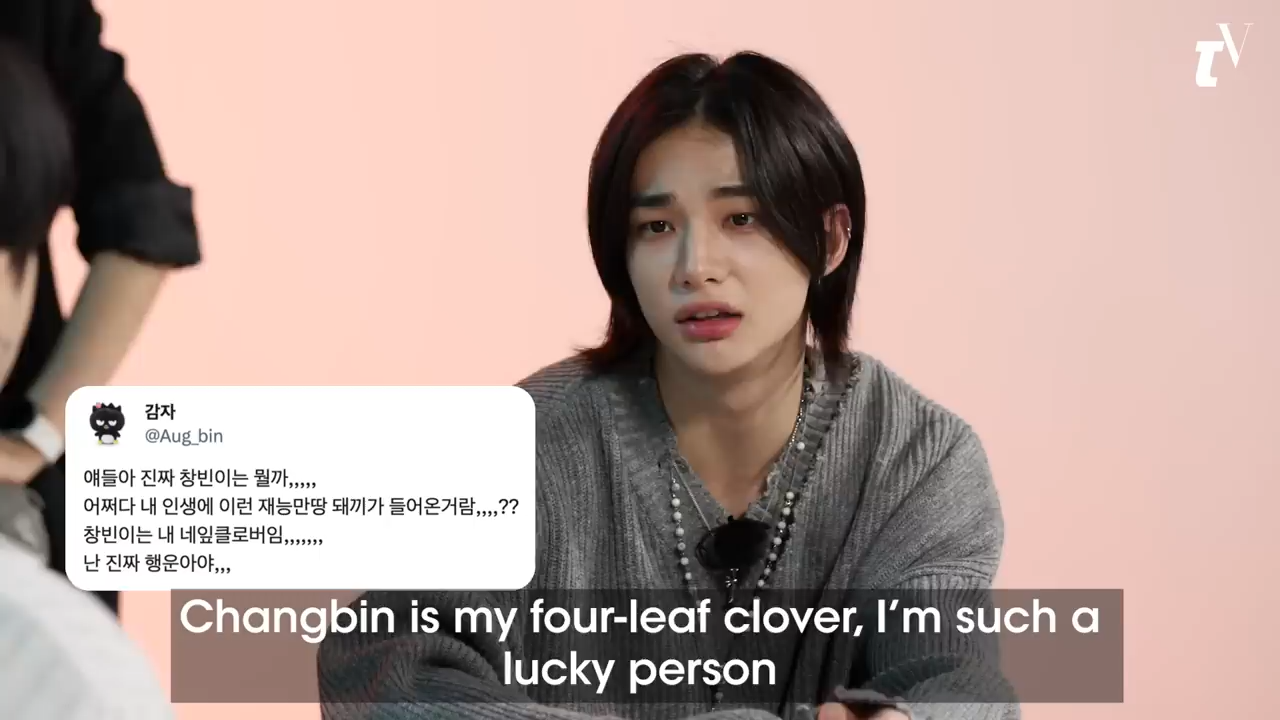 tV
감자
@Aug_bin
얘들아 진짜 창빈이는 뭘까,,,,,
어쩌다 내 인생에 이런 재능만땅 돼끼가 들어온거람,,,,??
창빈이는 내 네잎클로버임,,,,,,,
난 진짜 행운아야,,,
Changbin is my four-leaf clover, I’m such a
lucky person